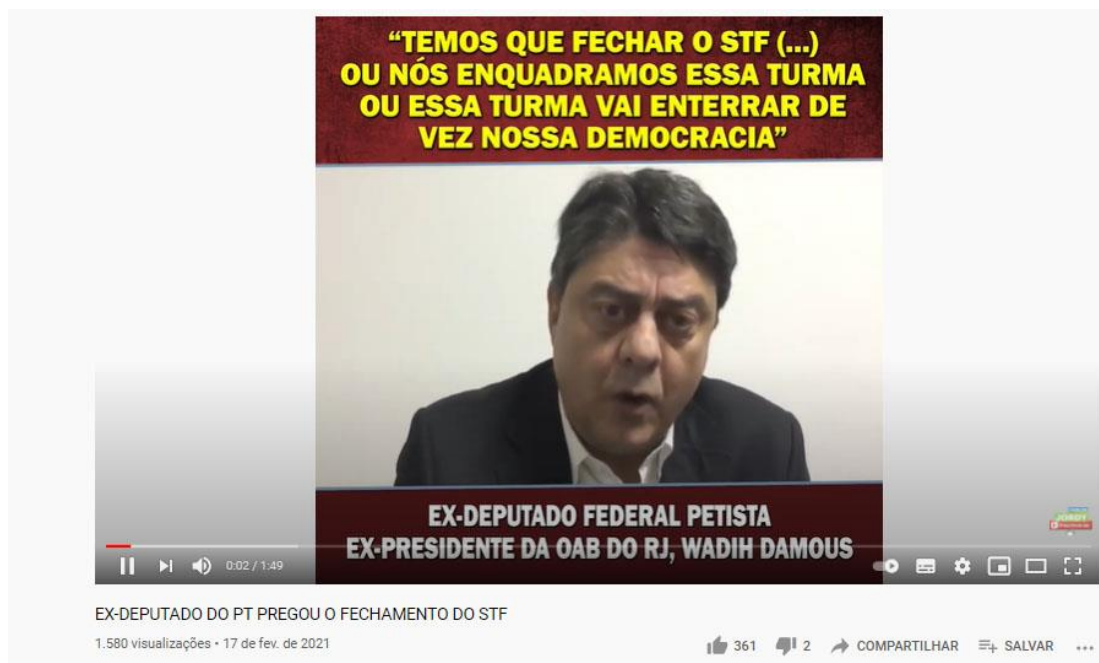 “TEMOS QUE FECHAR O STF (...)
OU NÓS ENQUADRAMOS ESSA TURMA
OU ESSA TURMA VAI ENTERRAR DE
VEZ NOSSA DEMOCRACIA”
JORDY
EX-DEPUTADO FEDERAL PETISTA
EX-PRESIDENTE DA OAB DO RJ, WADIH DAMOUS
0:02 / 1:49
EX-DEPUTADO DO PT PREGOU O FECHAMENTO DO STF
1.580 visualizações • 17 de fev. de 2021
361 2 COMPARTILHAR SALVAR